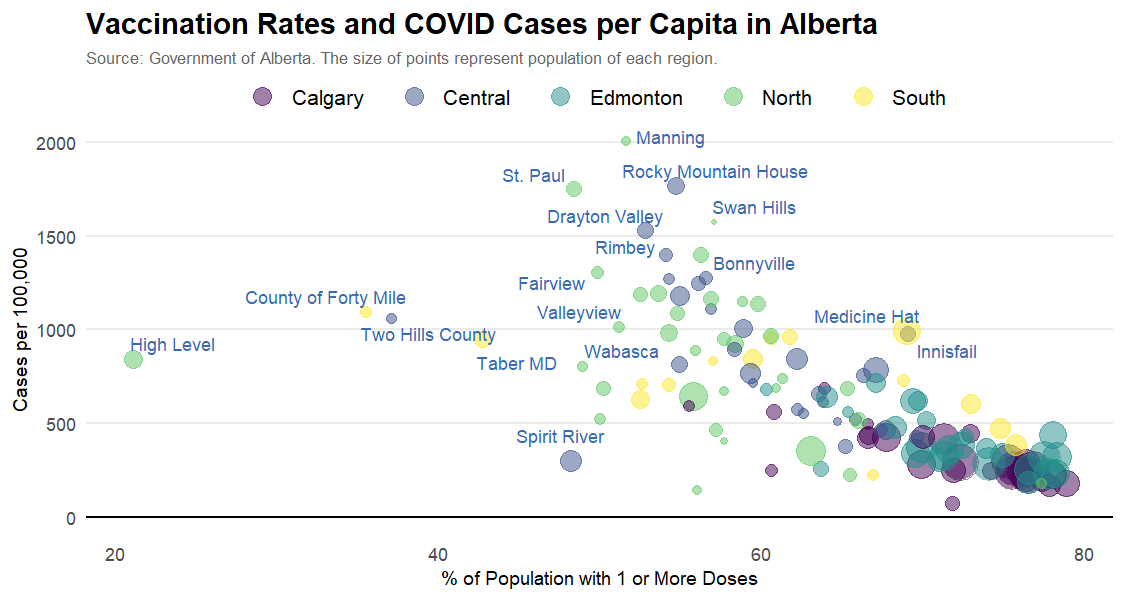 Vaccination Rates and COVID Cases per Capita in Alberta
Source: Government of Alberta. The size of points represent population of each region.
Calgary Central Edmonton North South
2000
Manning
St. Paul
Rocky Mountain House
Swan Hills
Drayton Valley
1500
Rimbey
Bonnyville
Fairview
County of Forty Mile
Valleyview
Medicine Hat
1000
Two Hills County
High Level
Wabasca
Innisfail
Taber MD
500
Spirit River
0
Cases per 100,000
20 40 60 80
% of Population with 1 or More Doses